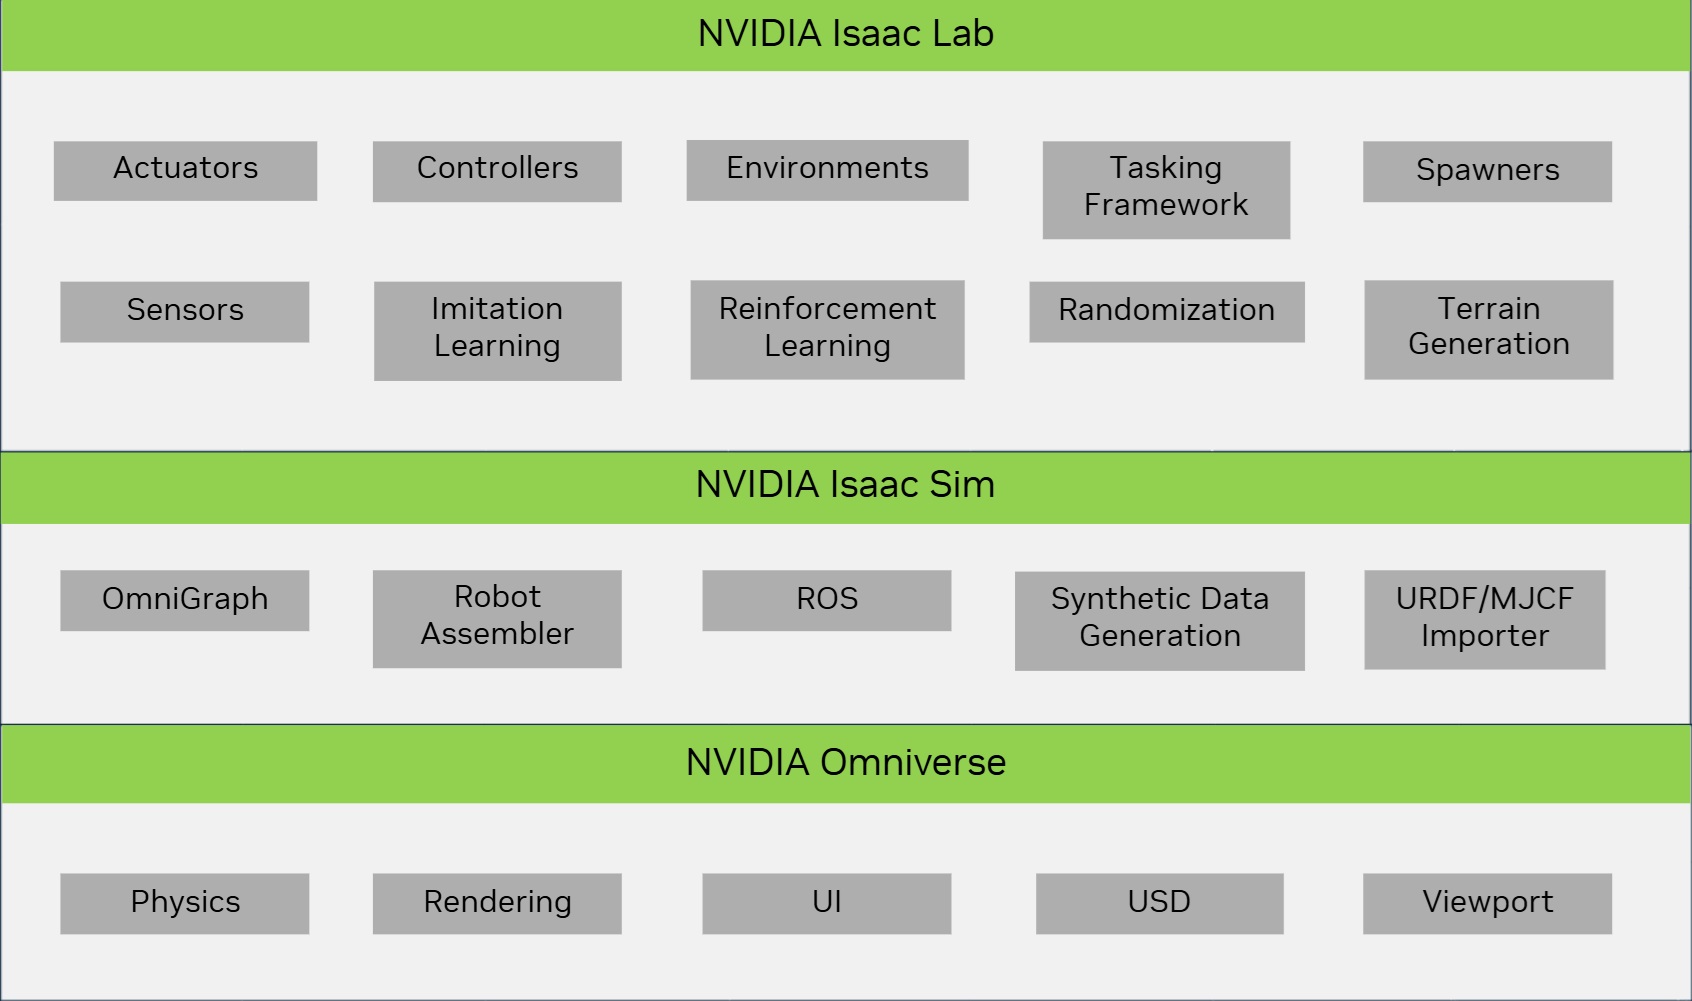 NVIDIA Isaac Lab
Actuators
Controllers
Environments
Tasking
Framework
Spawners
Sensors
Imitation
Learning
Reinforcement
Learning
Randomization
Terrain
Generation
NVIDIA Isaac Sim
OmniGraph
Robot
Assembler
ROS
Synthetic Data
Generation
URDF/MJCF
Importer
NVIDIA Omniverse
Physics
Rendering
UI
USD
Viewport